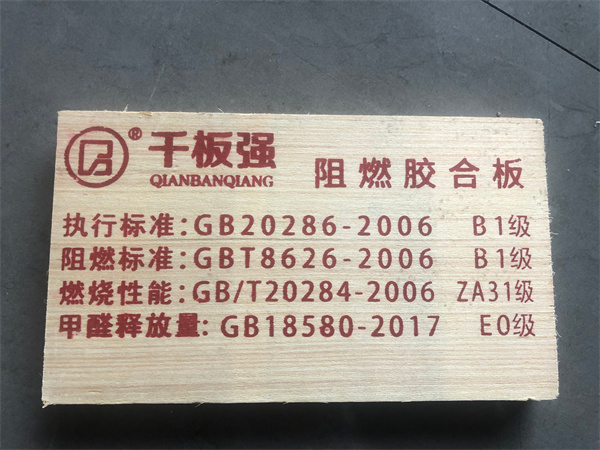 ® 千板强
QIANBANQIANG
阻燃胶合板
执行标准:GB20286-2006 B1级
阻燃标准:GBT8626-2006 B1级
燃烧性能:GB/T20284-2006 ZA31级
甲醛释放量:GB18580-2017 E0级